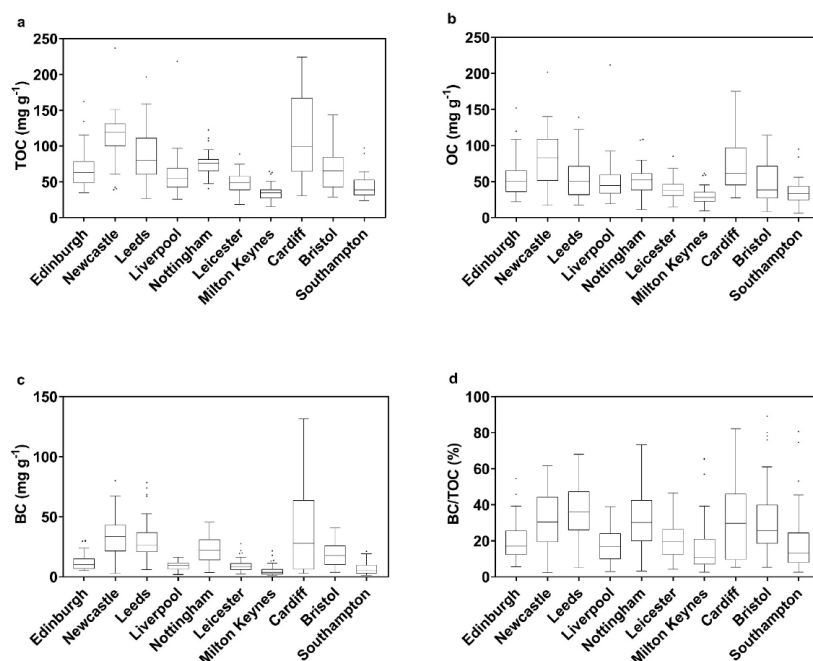 a
TOC (mg g⁻¹)
250
200
150
100
50
0
Edinburgh
Newcastle
Leeds
Liverpool
Nottingham
Leicester
Milton Keynes
Cardiff
Bristol
Southampton
b
OC (mg g⁻¹)
250
200
150
100
50
0
Edinburgh
Newcastle
Leeds
Liverpool
Nottingham
Leicester
Milton Keynes
Cardiff
Bristol
Southampton
c
BC (mg g⁻¹)
150
100
50
0
Edinburgh
Newcastle
Leeds
Liverpool
Nottingham
Leicester
Milton Keynes
Cardiff
Bristol
Southampton
d
BC/TOC (%)
100
80
60
40
20
0
Edinburgh
Newcastle
Leeds
Liverpool
Nottingham
Leicester
Milton Keynes
Cardiff
Bristol
Southampton